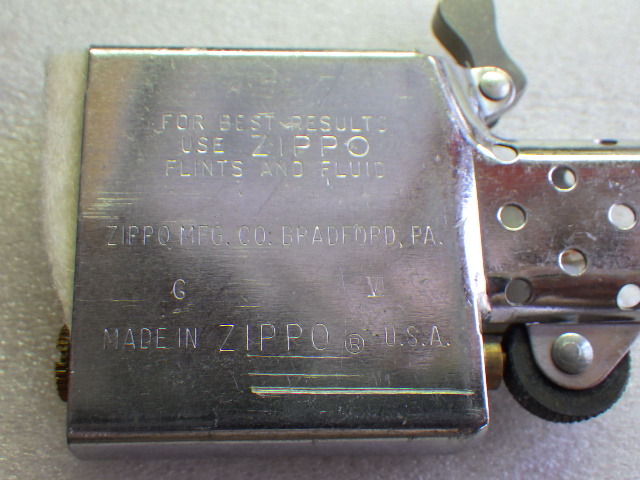 FOR BEST RESULTS
USE ZIPPO
FLINTS AND FLUID
ZIPPO MFG. CO. BRADFORD, PA.
G VI
MADE IN ZIPPO ® U.S.A.